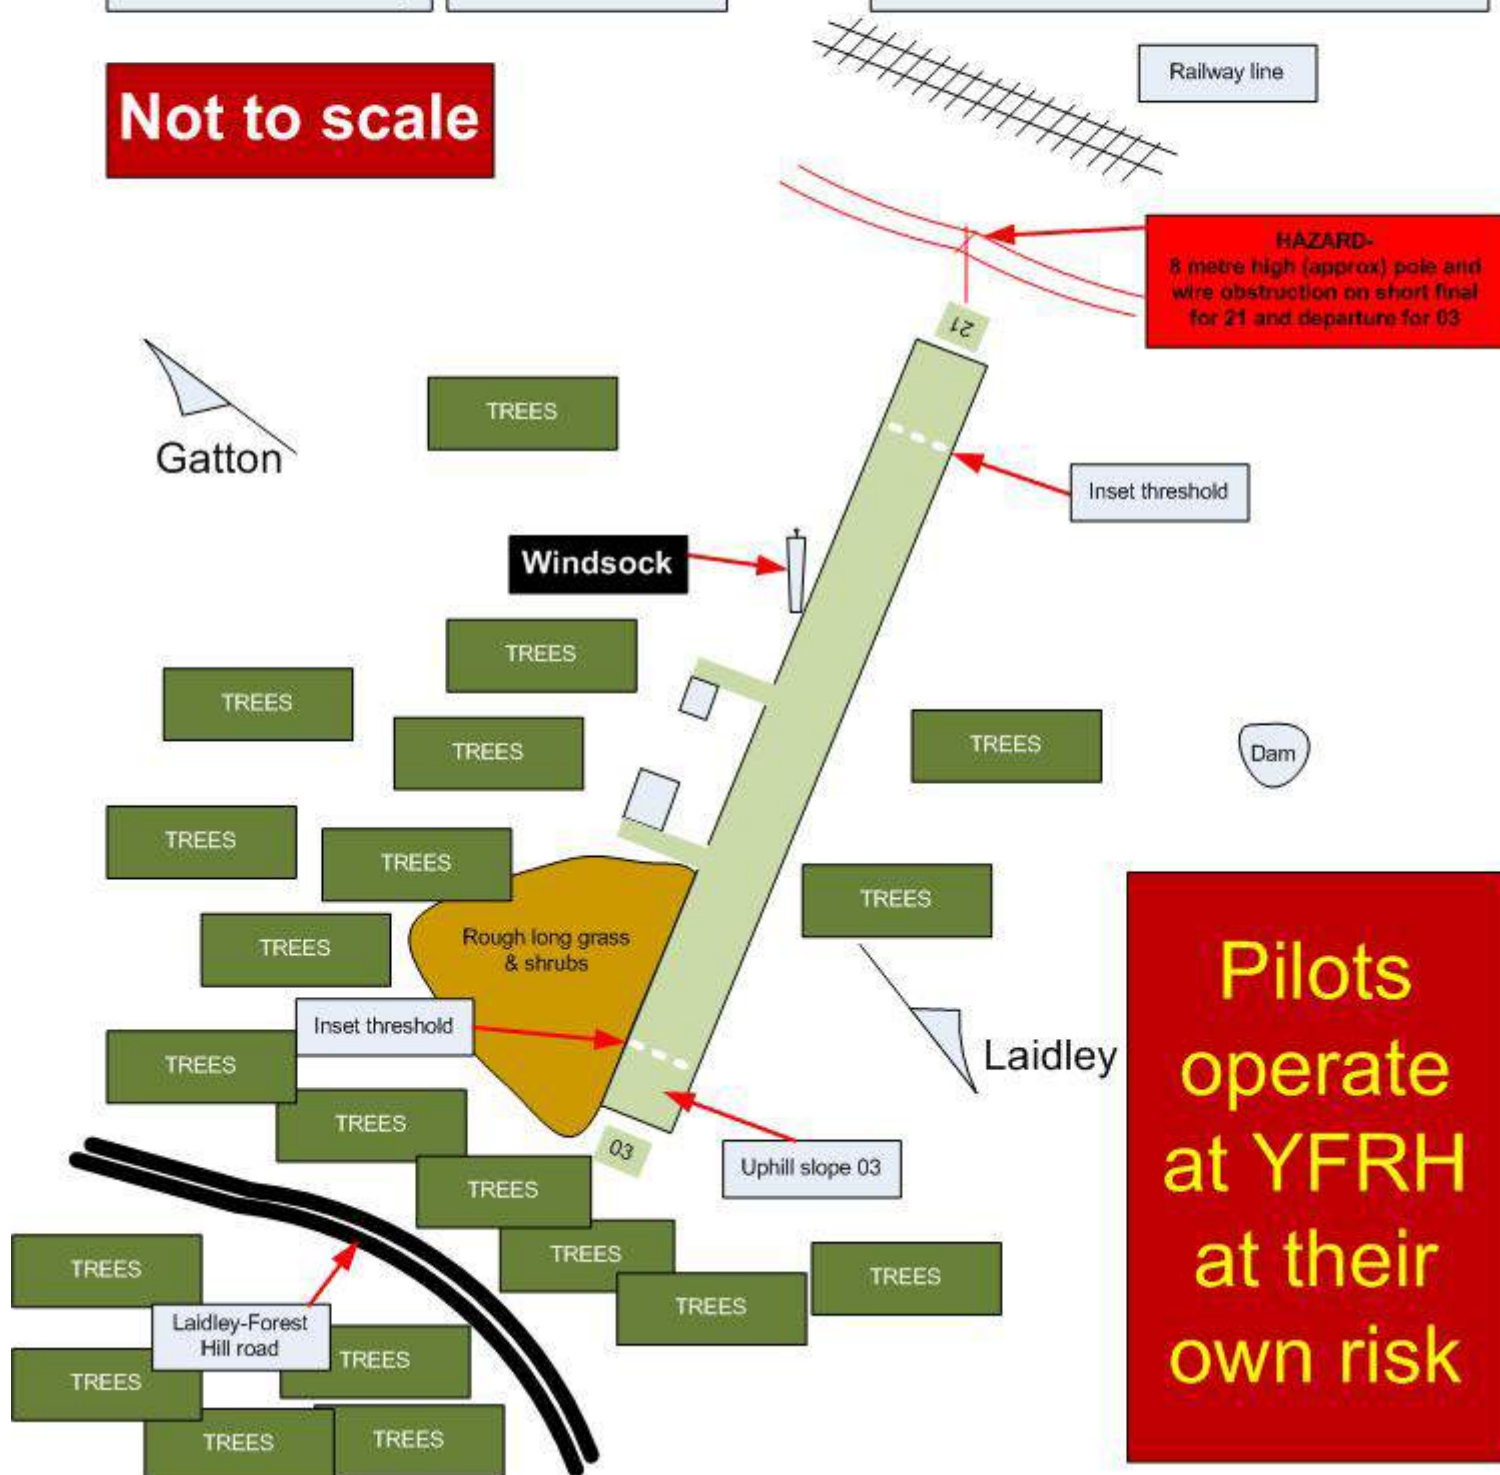 Not to scale
Railway line
HAZARD-
8 metre high (approx) pole and
wire obstruction on short final
for 21 and departure for 03
21
TREES
Gatton
Inset threshold
Windsock
TREES
TREES
TREES
TREES
Dam
TREES
TREES
TREES
Rough long grass
& shrubs
TREES
Inset threshold
Laidley
TREES
TREES
03
Uphill slope 03
TREES
TREES
TREES
TREES
TREES
Laidley-Forest
Hill road
TREES
TREES
TREES
TREES
Pilots
operate
at YFRH
at their
own risk